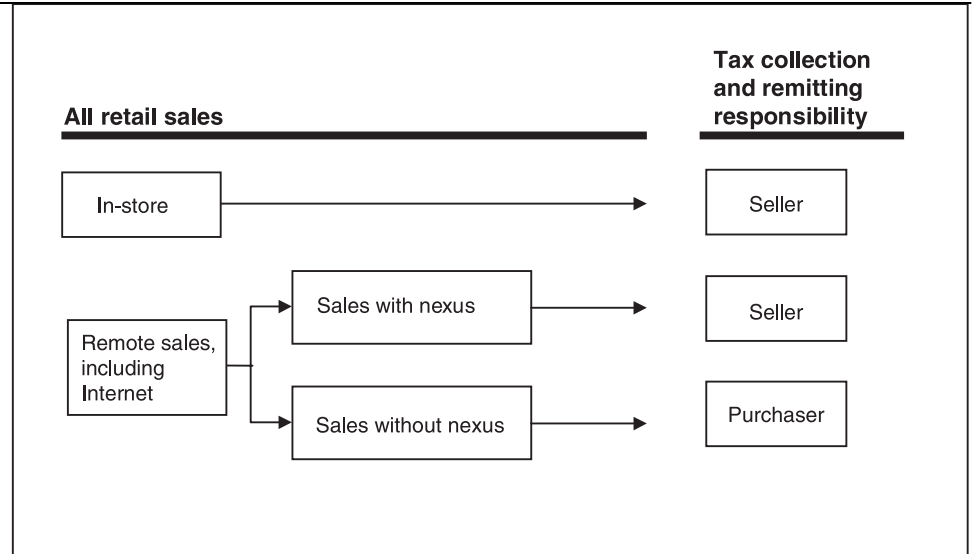 Tax collection
and remitting
responsibility
All retail sales
In-store
Seller
Sales with nexus
Seller
Remote sales,
including
Internet
Sales without nexus
Purchaser